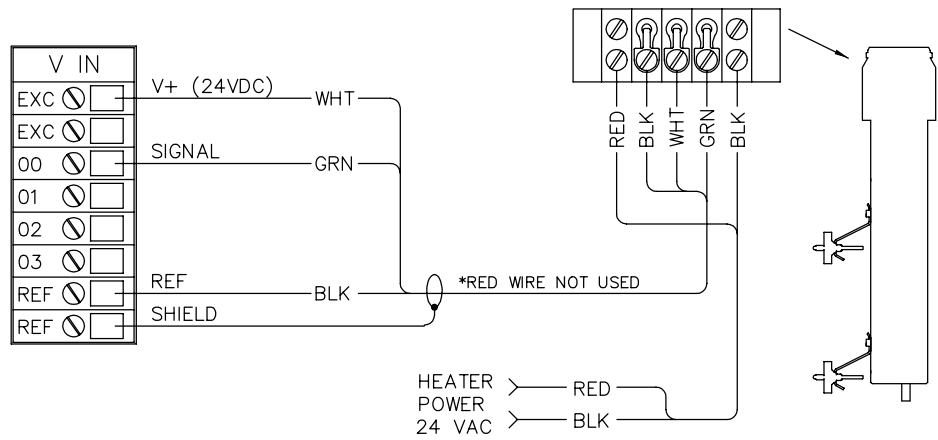 V IN
EXC
EXC
00
01
02
03
REF
REF
V+ (24VDC)
WHT
SIGNAL
GRN
REF
BLK
SHIELD
*RED WIRE NOT USED
RED
BLK
WHT
GRN
BLK
HEATER
POWER
24 VAC
RED
BLK